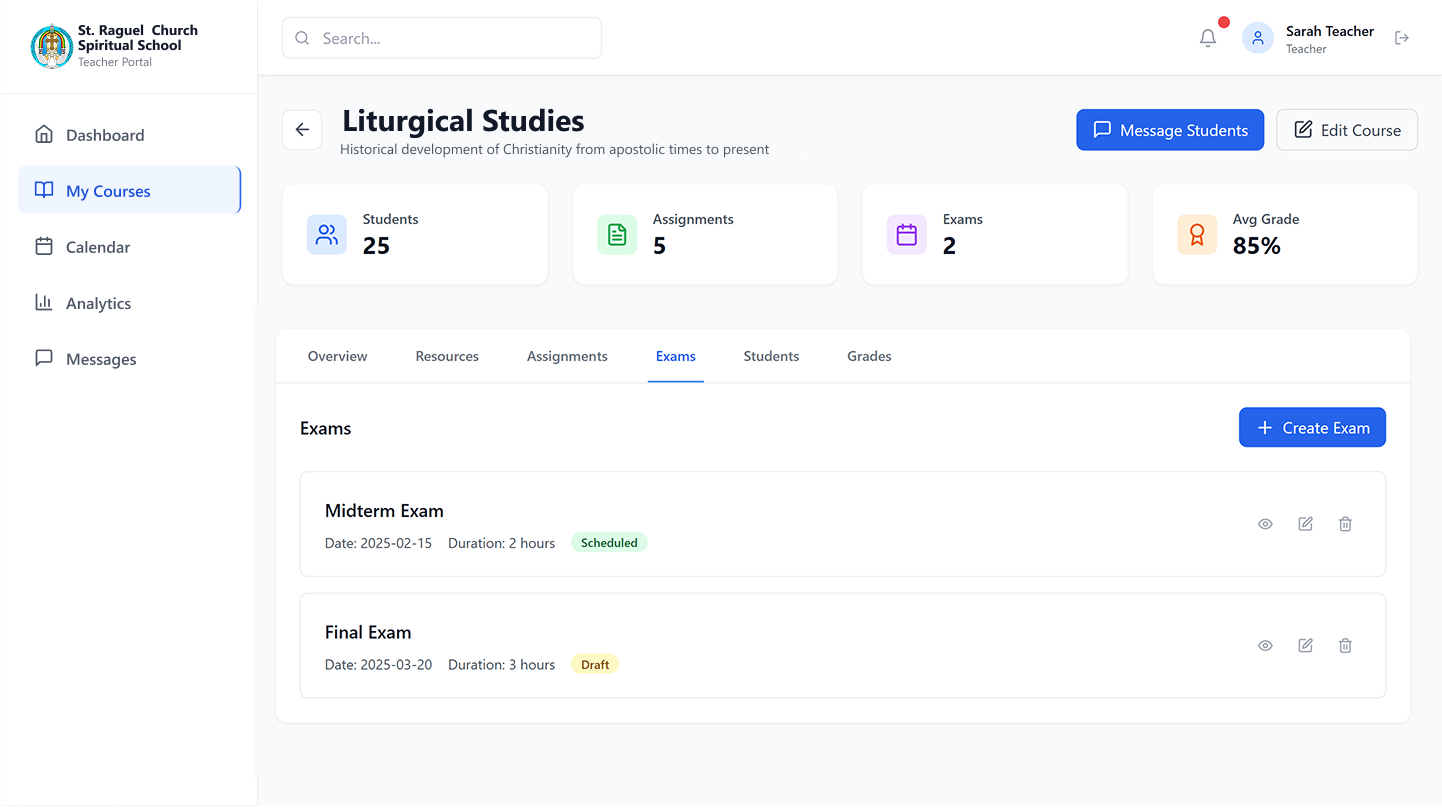 St. Raguel Church
Spiritual School
Teacher Portal
Search...
Sarah Teacher
Teacher
Dashboard
My Courses
Calendar
Analytics
Messages
Liturgical Studies
Historical development of Christianity from apostolic times to present
Message Students
Edit Course
Students
25
Assignments
5
Exams
2
Avg Grade
85%
Overview Resources Assignments Exams Students Grades
Exams
Create Exam
Midterm Exam
Date: 2025-02-15 Duration: 2 hours Scheduled
Final Exam
Date: 2025-03-20 Duration: 3 hours Draft